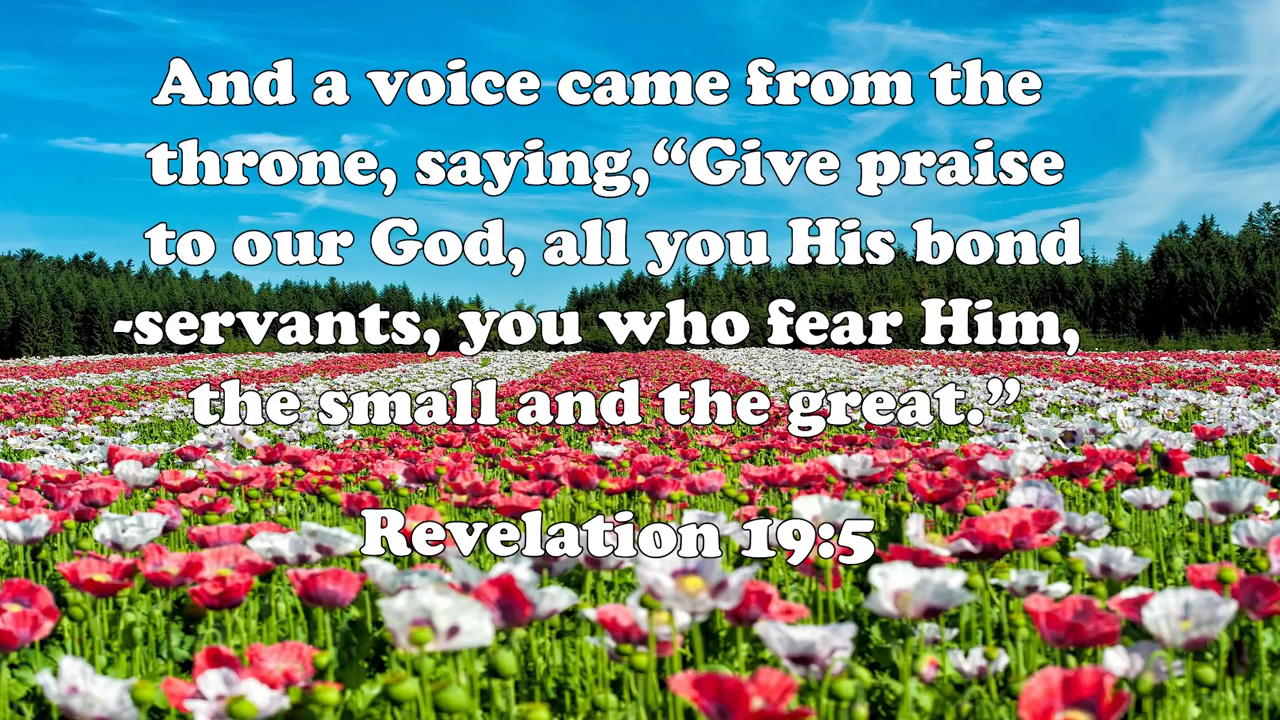 And a voice came from the
throne, saying,“Give praise
to our God, all you His bond
-servants, you who fear Him,
the small and the great.”
Revelation 19:5